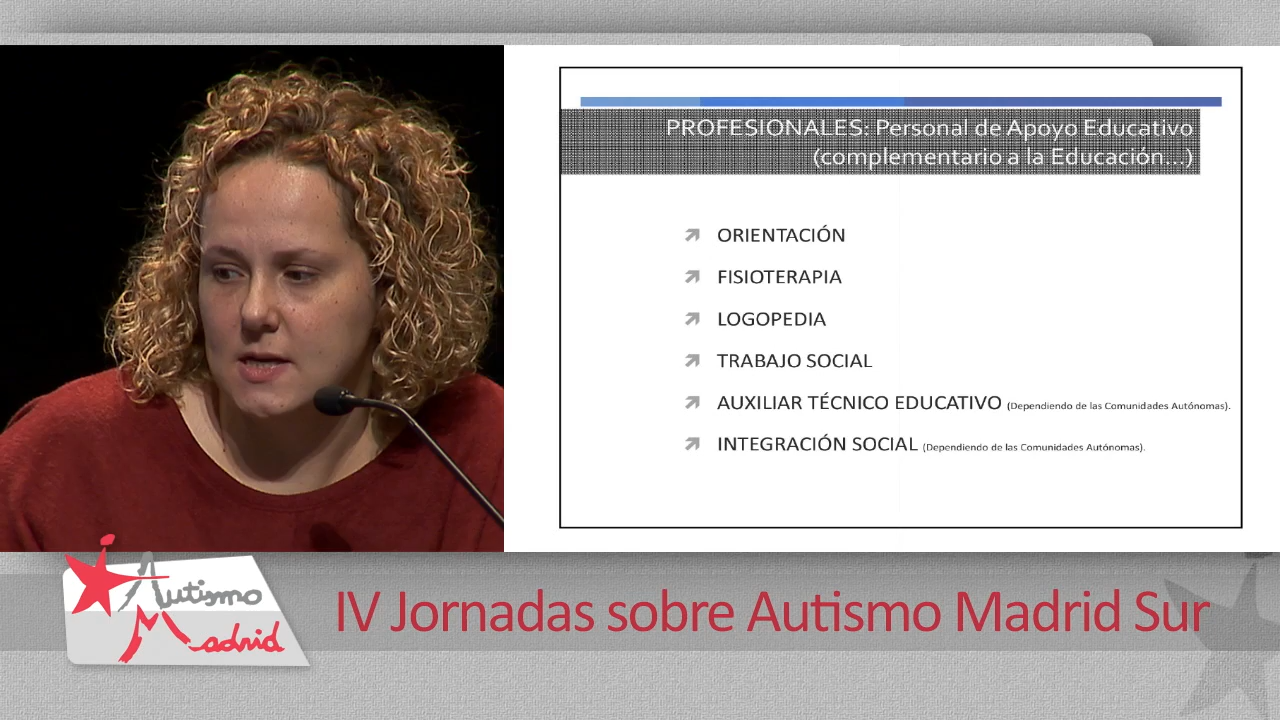 PROFESIONALES: Personal de Apoyo Educativo
(complementario a la Educación...)
ORIENTACIÓN
FISIOTERAPIA
LOGOPEDIA
TRABAJO SOCIAL
AUXILIAR TÉCNICO EDUCATIVO (Dependiendo de las Comunidades Autónomas).
INTEGRACIÓN SOCIAL (Dependiendo de las Comunidades Autónomas).
Autismo
Madrid
IV Jornadas sobre Autismo Madrid Sur